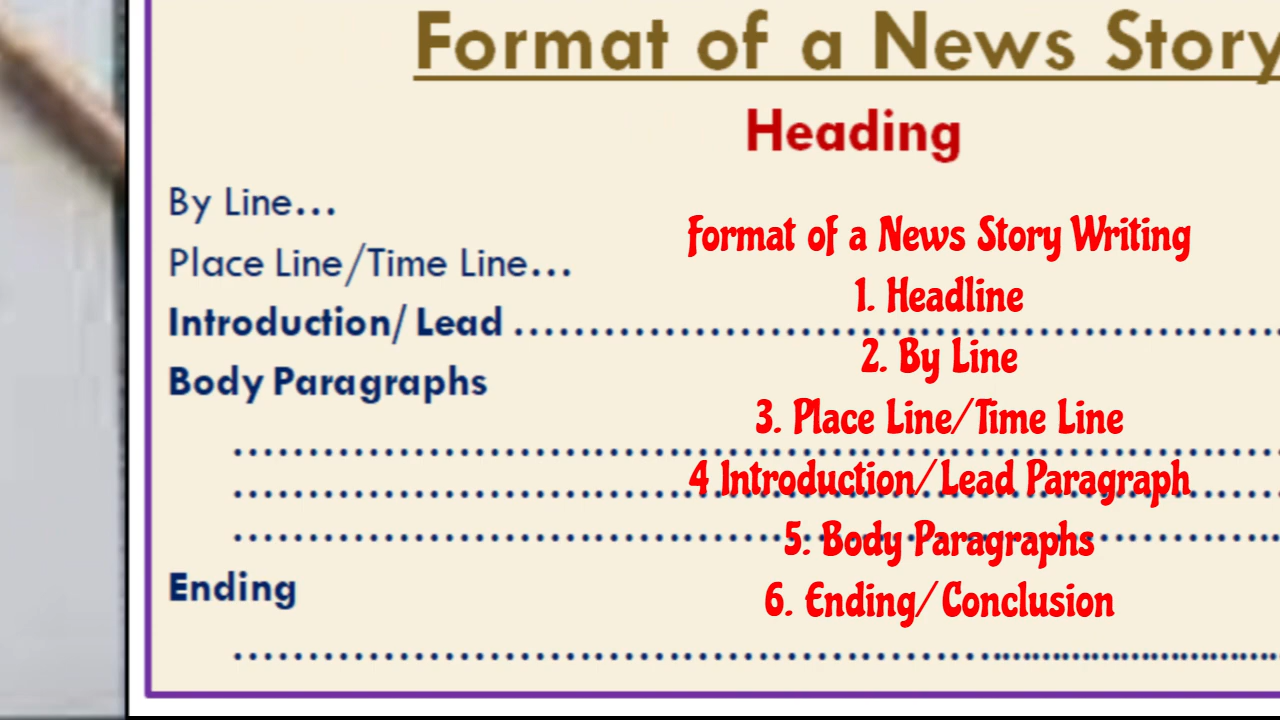 Format of a News Story
Heading
By Line...
Place Line/Time Line...
Introduction/ Lead ................................................
Body Paragraphs
................................................
................................................
................................................
Ending
................................................
Format of a News Story Writing
1. Headline
2. By Line
3. Place Line/Time Line
4 Introduction/Lead Paragraph
5. Body Paragraphs
6. Ending/Conclusion